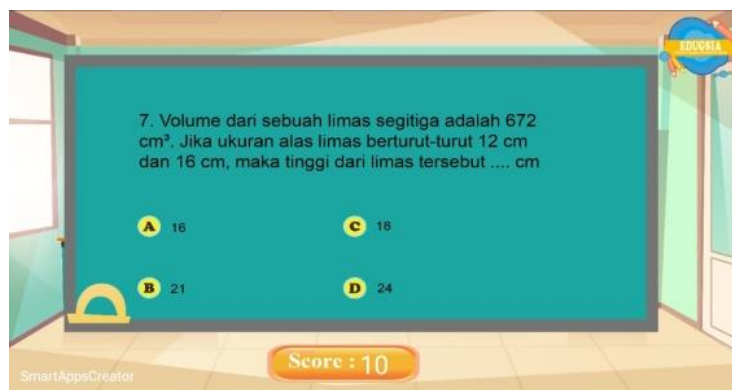 EDUGSIA
7. Volume dari sebuah limas segitiga adalah 672
cm³. Jika ukuran alas limas berturut-turut 12 cm
dan 16 cm, maka tinggi dari limas tersebut .... cm
A 16
C 18
B 21
D 24
Score : 10
SmartAppsCreator